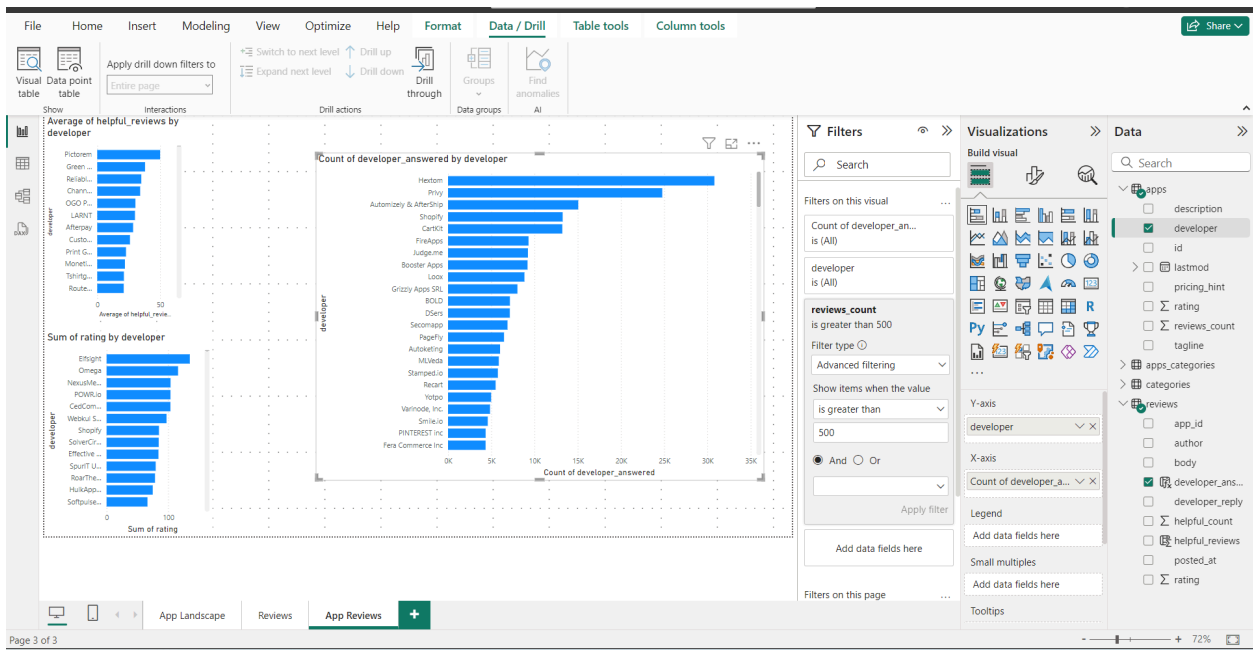 File Home Insert Modeling View Optimize Help Format Data / Drill Table tools Column tools Share
Visual table
Data point table
Show
Apply drill down filters to
Entire page
Interactions
Switch to next level Drill up
Expand next level Drill down
Drill through
Drill actions
Groups
Data groups
Find anomalies
AI
Average of helpful_reviews by developer
developer
Pictorem
Green ...
Reliabl...
Chann...
OGO P...
LARNT
Afterpay
Custo...
Print G...
Moneti...
Tshirtg...
Route...
0 50
Average of helpful_revie...
Sum of rating by developer
developer
Elfsight
Omega
NexusMe...
POWR.io
CedCom...
Webkul S...
Shopify
SolverCir...
Effective ...
SpurIT U...
RoarThe...
HulkApp...
Softpulse...
0 100
Sum of rating
Count of developer_answered by developer
developer
Hextom
Privy
Automizely & AfterShip
Shopify
CartKit
FireApps
Judge.me
Booster Apps
Loox
Grizzly Apps SRL
BOLD
DSers
Secomapp
PageFly
Autoketing
MLVeda
Stamped.io
Recart
Yotpo
Varinode, Inc.
Smile.io
PINTEREST inc
Fera Commerce Inc
0K 5K 10K 15K 20K 25K 30K 35K
Count of developer_answered
Filters
Search
Filters on this visual ...
Count of developer_an...
is (All)
developer
is (All)
reviews_count
is greater than 500
Filter type
Advanced filtering
Show items when the value
is greater than
500
And Or
Apply filter
Add data fields here
Filters on this page ...
Visualizations
Build visual
123
R
Py
...
Y-axis
developer
X-axis
Count of developer_a...
Legend
Add data fields here
Small multiples
Add data fields here
Tooltips
Data
Search
apps
description
developer
id
lastmod
pricing_hint
∑ rating
∑ reviews_count
tagline
apps_categories
categories
reviews
app_id
author
body
developer_ans...
developer_reply
∑ helpful_count
helpful_reviews
posted_at
∑ rating
App Landscape Reviews App Reviews +
Page 3 of 3
- + 72%